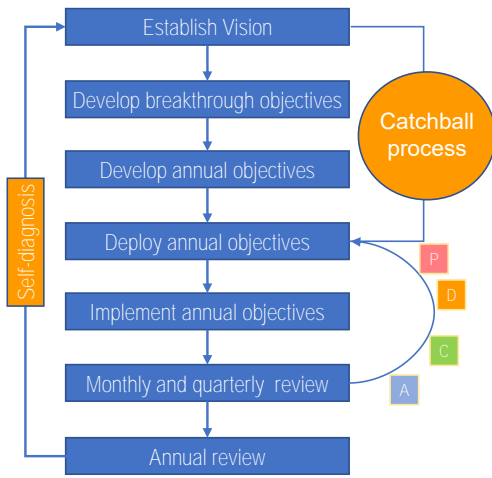 Establish Vision
Develop breakthrough objectives
Catchball
process
Develop annual objectives
Self-diagnosis
Deploy annual objectives
P
D
Implement annual objectives
C
Monthly and quarterly review
A
Annual review